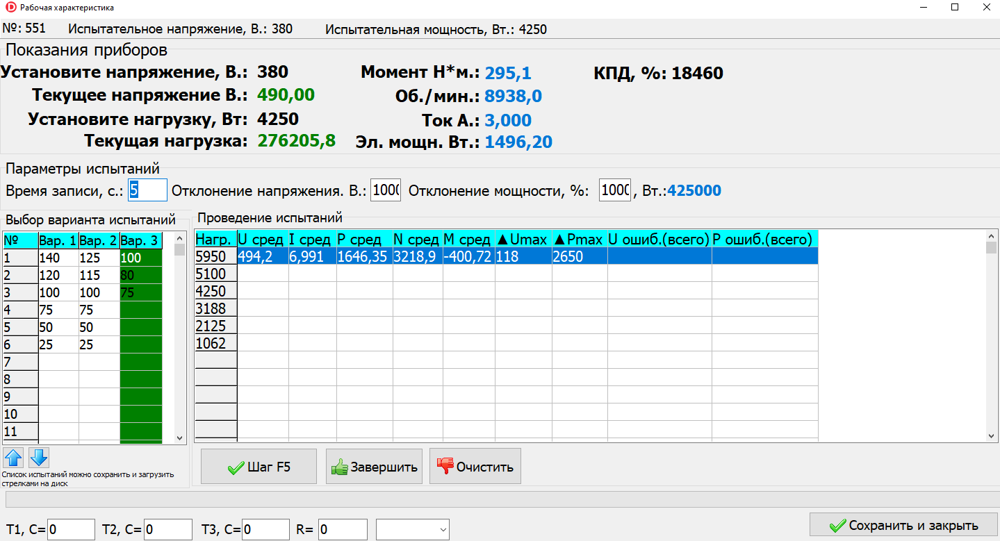 Рабочая характеристика
№: 551 Испытательное напряжение, В.: 380 Испытательная мощность, Вт.: 4250
Показания приборов
Установите напряжение, В.: 380 Момент Н*м.: 295,1 КПД, %: 18460
Текущее напряжение В.: 490,00 Об./мин.: 8938,0
Установите нагрузку, Вт: 4250 Ток А.: 3,000
Текущая нагрузка: 276205,8 Эл. мощн. Вт.: 1496,20
Параметры испытаний
Время записи, с.: 5 Отклонение напряжения. В.: 1000 Отклонение мощности, %: 1000 , Вт.:425000
Выбор варианта испытаний
№ Вар. 1 Вар. 2 Вар. 3
1 140 125 100
2 120 115 80
3 100 100 75
4 75 75
5 50 50
6 25 25
7
8
9
10
11
Список испытаний можно сохранить и загрузить
стрелками на диск
Проведение испытаний
Нагр. U сред I сред P сред N сред M сред ▲Umax ▲Pmax U ошиб.(всего) P ошиб.(всего)
5950 494,2 6,991 1646,35 3218,9 -400,72 118 2650
5100
4250
3188
2125
1062
Шаг F5 Завершить Очистить
T1, C= 0 T2, C= 0 T3, C= 0 R= 0
Сохранить и закрыть